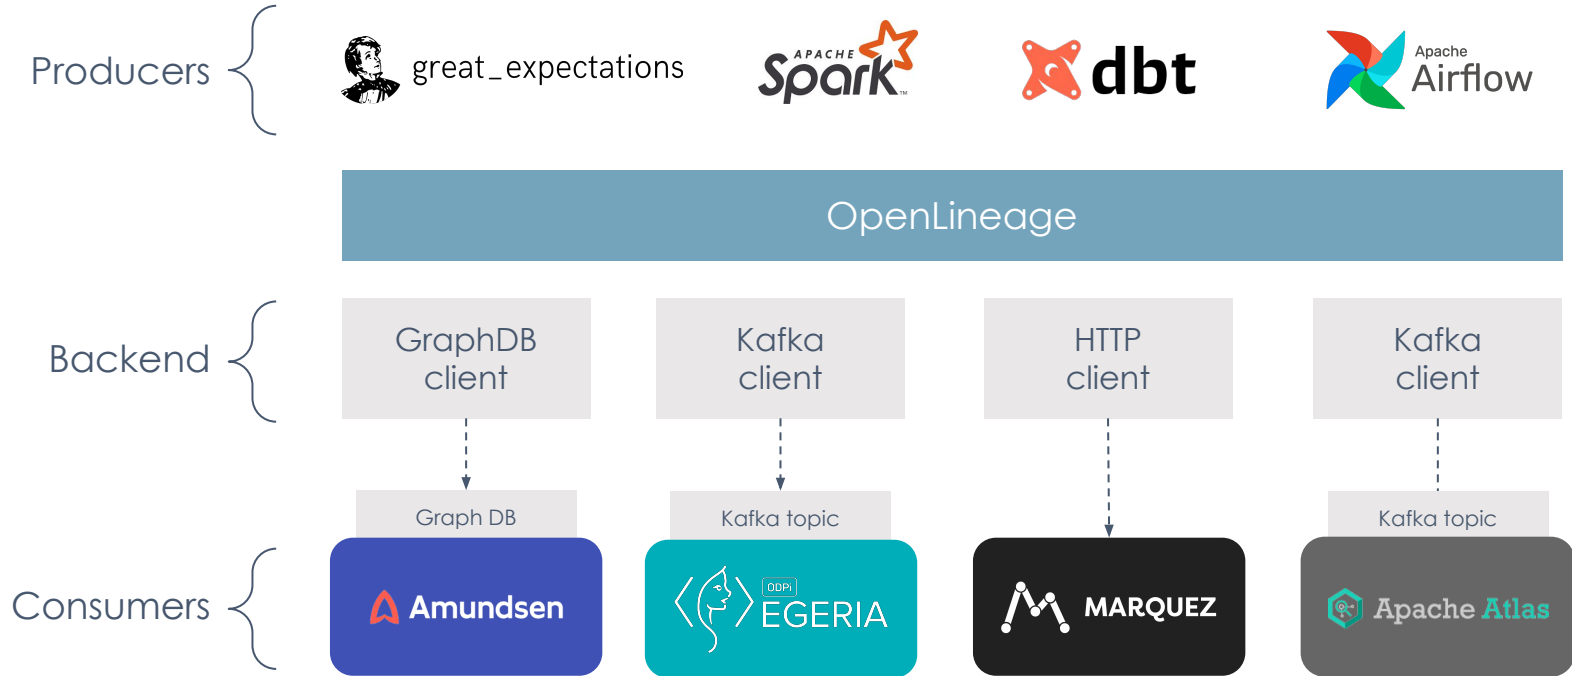 Producers
great_expectations
APACHE
Spark™
dbt
Apache
Airflow
OpenLineage
Backend
GraphDB
client
Kafka
client
HTTP
client
Kafka
client
Graph DB
Kafka topic
Kafka topic
Consumers
Amundsen
ODPi
EGERIA
MARQUEZ
Apache Atlas